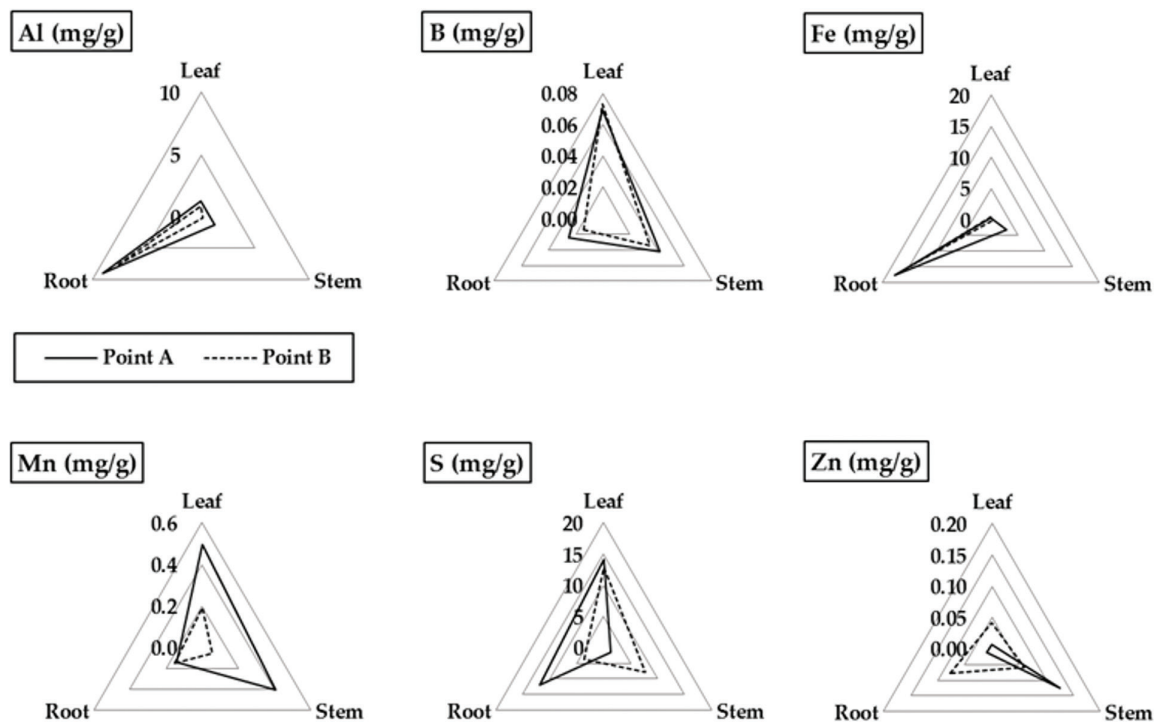 Al (mg/g)
Leaf
10
5
0
Root
Stem
B (mg/g)
Leaf
0.08
0.06
0.04
0.02
0.00
Root
Stem
Fe (mg/g)
Leaf
20
15
10
5
0
Root
Stem
Point A
Point B
Mn (mg/g)
Leaf
0.6
0.4
0.2
0.0
Root
Stem
S (mg/g)
Leaf
20
15
10
5
0
Root
Stem
Zn (mg/g)
Leaf
0.20
0.15
0.10
0.05
0.00
Root
Stem